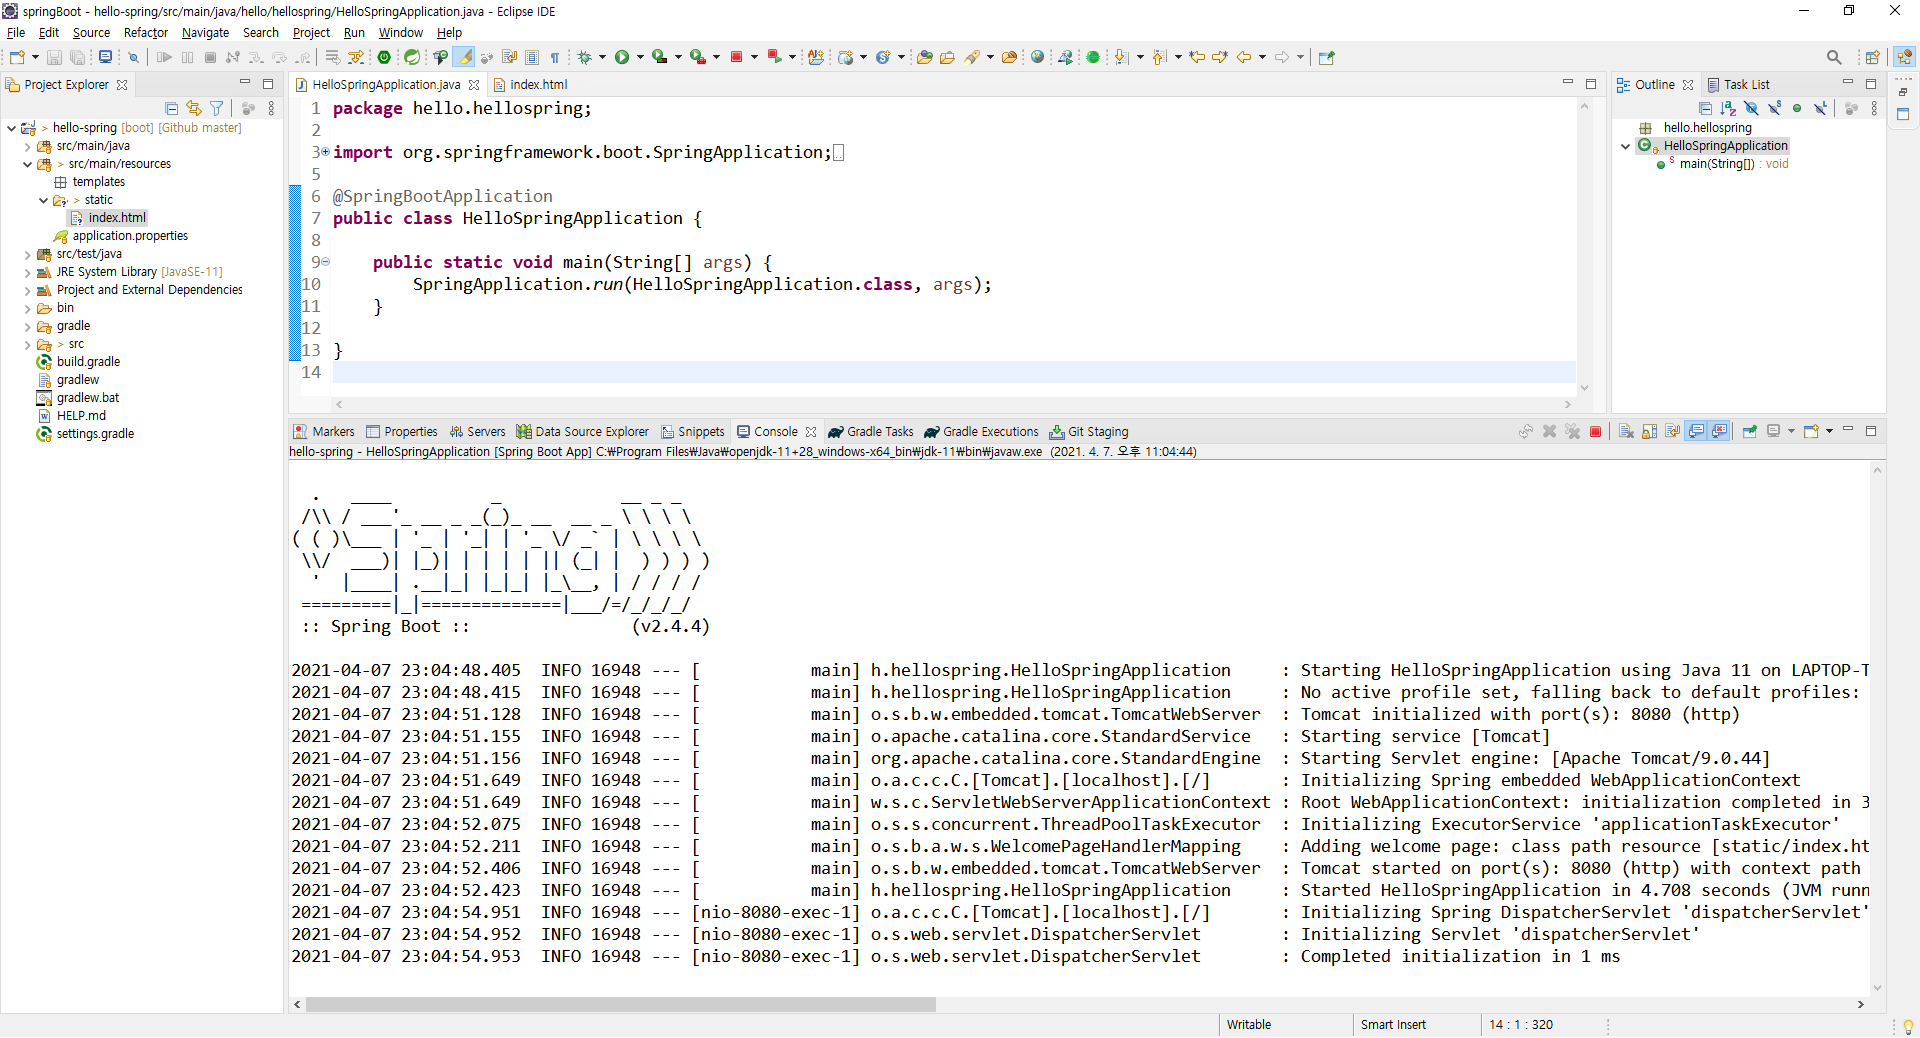 springBoot - hello-spring/src/main/java/hello/hellospring/HelloSpringApplication.java - Eclipse IDE
File Edit Source Refactor Navigate Search Project Run Window Help
Project Explorer
hello-spring [boot] [Github master]
src/main/java
> src/main/resources
templates
> static
index.html
application.properties
src/test/java
JRE System Library [JavaSE-11]
Project and External Dependencies
bin
gradle
> src
build.gradle
gradlew
gradlew.bat
HELP.md
settings.gradle
HelloSpringApplication.java index.html
1 package hello.hellospring;
2
3 import org.springframework.boot.SpringApplication;
5
6 @SpringBootApplication
7 public class HelloSpringApplication {
8
9 public static void main(String[] args) {
10 SpringApplication.run(HelloSpringApplication.class, args);
11 }
12
13 }
14
Outline Task List
hello.hellospring
HelloSpringApplication
main(String[]) : void
Markers Properties Servers Data Source Explorer Snippets Console Gradle Tasks Gradle Executions Git Staging
hello-spring - HelloSpringApplication [Spring Boot App] C:₩Program Files₩Java₩openjdk-11+28_windows-x64_bin₩jdk-11₩bin₩javaw.exe (2021. 4. 7. 오후 11:04:44)
  .   ____          _            __ _ _
 /\\ / ___'_ __ _ _(_)_ __  __ _ \ \ \ \
( ( )\___ | '_ | '_| | '_ \/ _` | \ \ \ \
 \\/  ___)| |_)| | | | | || (_| |  ) ) ) )
  '  |____| .__|_| |_|_| |_\__, | / / / /
 =========|_|==============|___/=/_/_/_/
 :: Spring Boot ::                (v2.4.4)
2021-04-07 23:04:48.405  INFO 16948 --- [           main] h.hellospring.HelloSpringApplication     : Starting HelloSpringApplication using Java 11 on LAPTOP-T
2021-04-07 23:04:48.415  INFO 16948 --- [           main] h.hellospring.HelloSpringApplication     : No active profile set, falling back to default profiles:
2021-04-07 23:04:51.128  INFO 16948 --- [           main] o.s.b.w.embedded.tomcat.TomcatWebServer  : Tomcat initialized with port(s): 8080 (http)
2021-04-07 23:04:51.155  INFO 16948 --- [           main] o.apache.catalina.core.StandardService   : Starting service [Tomcat]
2021-04-07 23:04:51.156  INFO 16948 --- [           main] org.apache.catalina.core.StandardEngine  : Starting Servlet engine: [Apache Tomcat/9.0.44]
2021-04-07 23:04:51.649  INFO 16948 --- [           main] o.a.c.c.C.[Tomcat].[localhost].[/]       : Initializing Spring embedded WebApplicationContext
2021-04-07 23:04:51.649  INFO 16948 --- [           main] w.s.c.ServletWebServerApplicationContext : Root WebApplicationContext: initialization completed in 3
2021-04-07 23:04:52.075  INFO 16948 --- [           main] o.s.s.concurrent.ThreadPoolTaskExecutor  : Initializing ExecutorService 'applicationTaskExecutor'
2021-04-07 23:04:52.211  INFO 16948 --- [           main] o.s.b.a.w.s.WelcomePageHandlerMapping    : Adding welcome page: class path resource [static/index.ht
2021-04-07 23:04:52.406  INFO 16948 --- [           main] o.s.b.w.embedded.tomcat.TomcatWebServer  : Tomcat started on port(s): 8080 (http) with context path
2021-04-07 23:04:52.423  INFO 16948 --- [           main] h.hellospring.HelloSpringApplication     : Started HelloSpringApplication in 4.708 seconds (JVM runn
2021-04-07 23:04:54.951  INFO 16948 --- [nio-8080-exec-1] o.a.c.c.C.[Tomcat].[localhost].[/]       : Initializing Spring DispatcherServlet 'dispatcherServlet'
2021-04-07 23:04:54.952  INFO 16948 --- [nio-8080-exec-1] o.s.web.servlet.DispatcherServlet        : Initializing Servlet 'dispatcherServlet'
2021-04-07 23:04:54.953  INFO 16948 --- [nio-8080-exec-1] o.s.web.servlet.DispatcherServlet        : Completed initialization in 1 ms
Writable Smart Insert 14 : 1 : 320